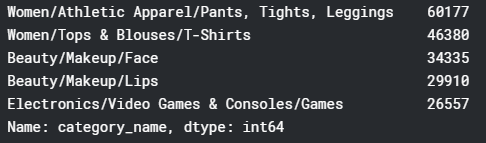 Women/Athletic Apparel/Pants, Tights, Leggings    60177
Women/Tops & Blouses/T-Shirts                     46380
Beauty/Makeup/Face                                34335
Beauty/Makeup/Lips                                29910
Electronics/Video Games & Consoles/Games          26557
Name: category_name, dtype: int64